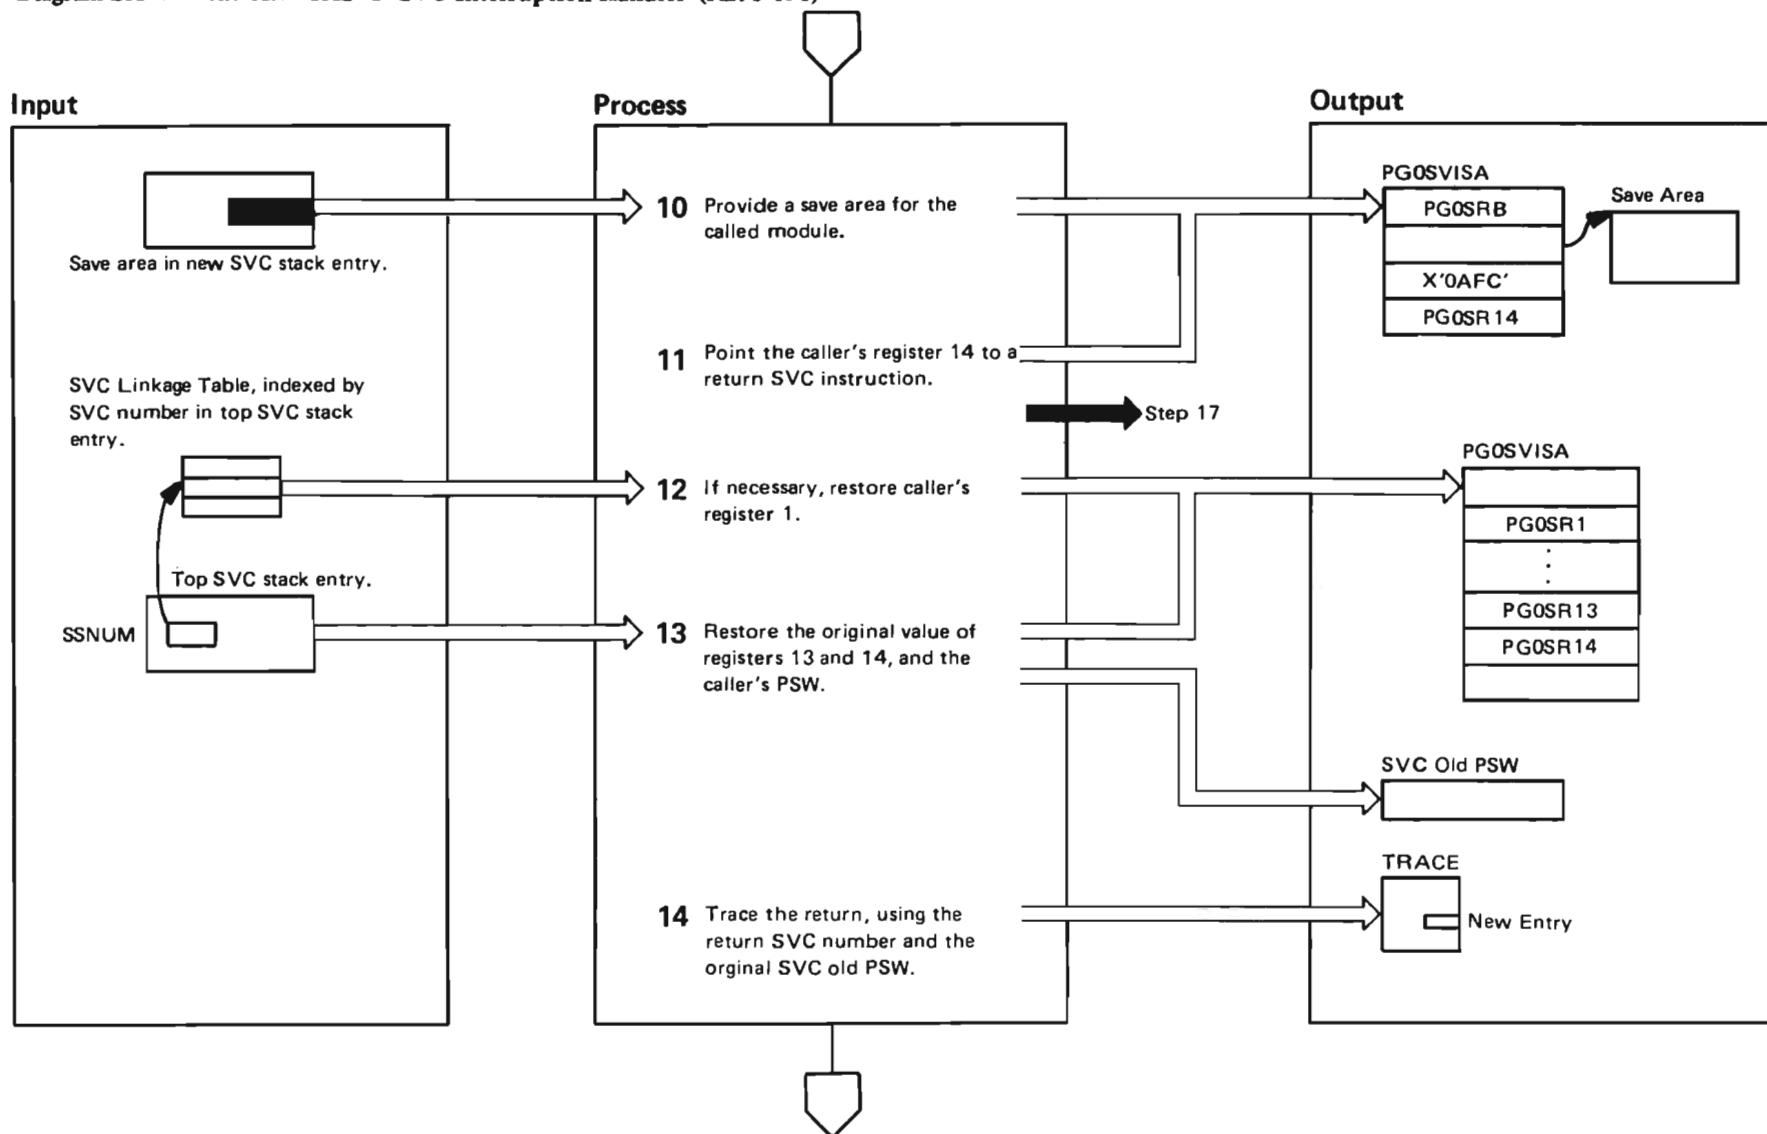 SVC Interruption Handler
Input
Process
Output
Save area in new SVC stack entry.
SVC Linkage Table, indexed by
SVC number in top SVC stack
entry.
Top SVC stack entry.
SSNUM
10 Provide a save area for the
called module.
11 Point the caller's register 14 to a
return SVC instruction.
Step 17
12 If necessary, restore caller's
register 1.
13 Restore the original value of
registers 13 and 14, and the
caller's PSW.
14 Trace the return, using the
return SVC number and the
orginal SVC old PSW.
PG0SVISA
PG0SRB
X'0AFC'
PG0SR14
Save Area
PG0SVISA
PG0SR1
PG0SR13
PG0SR14
SVC Old PSW
TRACE
New Entry